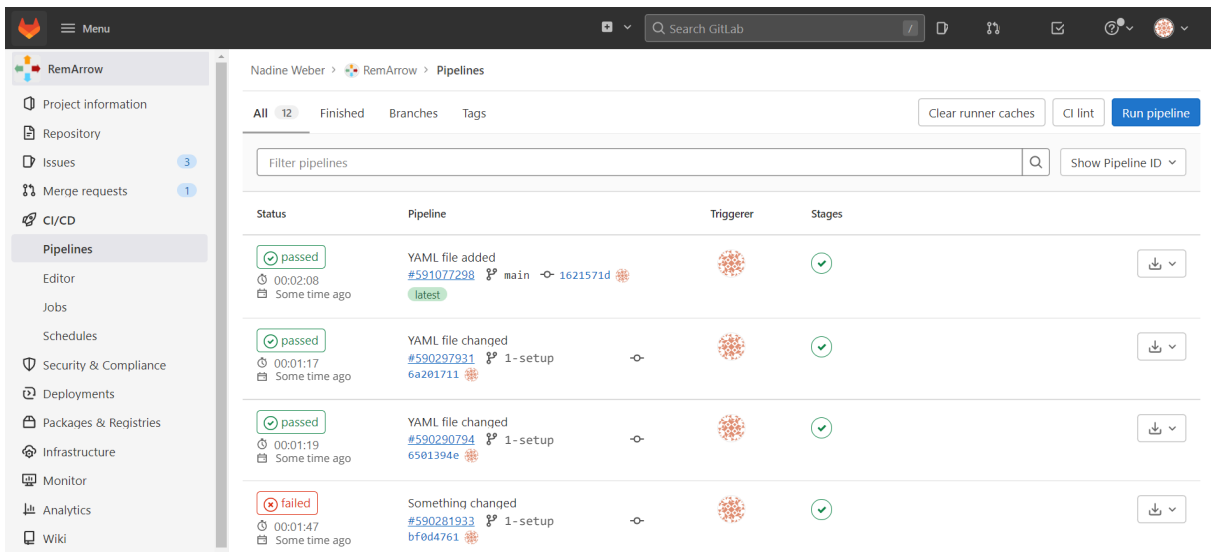 Menu
Search GitLab
/
RemArrow
Project information
Repository
Issues 3
Merge requests 1
CI/CD
Pipelines
Editor
Jobs
Schedules
Security & Compliance
Deployments
Packages & Registries
Infrastructure
Monitor
Analytics
Wiki
Nadine Weber > RemArrow > Pipelines
All 12 Finished Branches Tags
Clear runner caches CI lint Run pipeline
Filter pipelines
Show Pipeline ID
Status Pipeline Triggerer Stages
passed
00:02:08
Some time ago
YAML file added
#591077298 main 1621571d
latest
passed
00:01:17
Some time ago
YAML file changed
#590297931 1-setup
6a201711
passed
00:01:19
Some time ago
YAML file changed
#590290794 1-setup
6501394e
failed
00:01:47
Some time ago
Something changed
#590281933 1-setup
bf0d4761